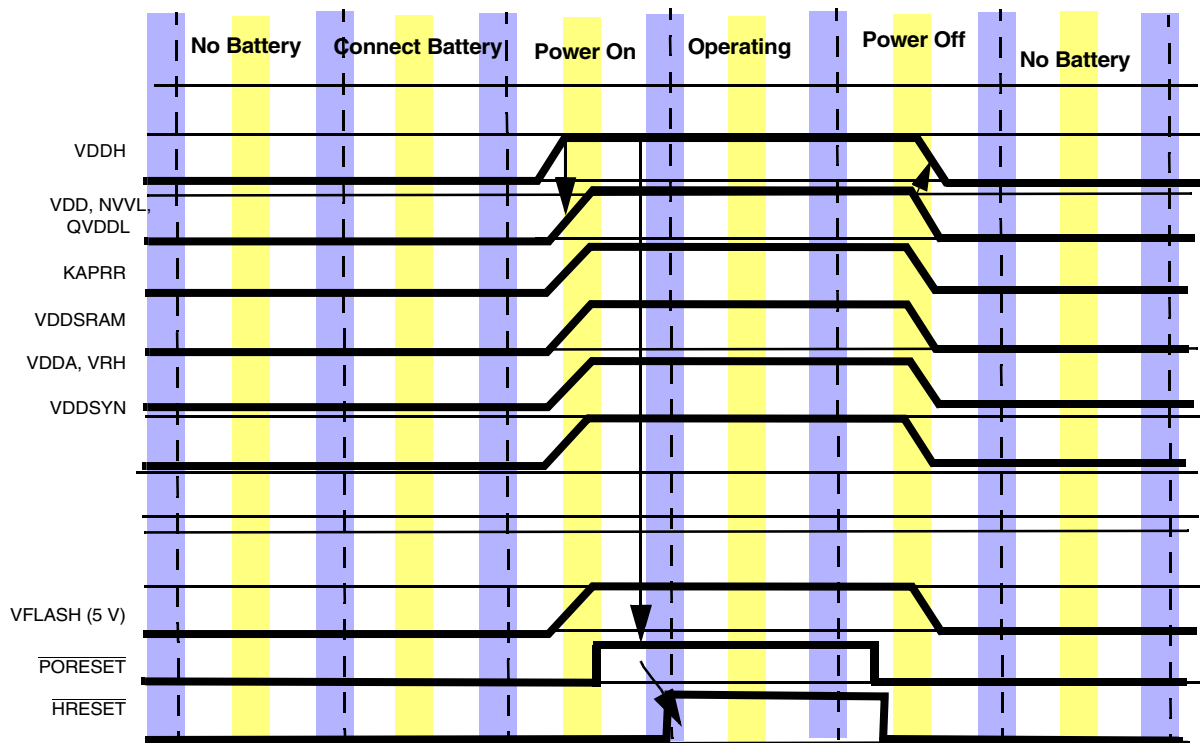 No Battery
Connect Battery
Power On
Operating
Power Off
No Battery
VDDH
VDD, NVVL,
QVDDL
KAPRR
VDDSRAM
VDDA, VRH
VDDSYN
VFLASH (5 V)
PORESET
HRESET